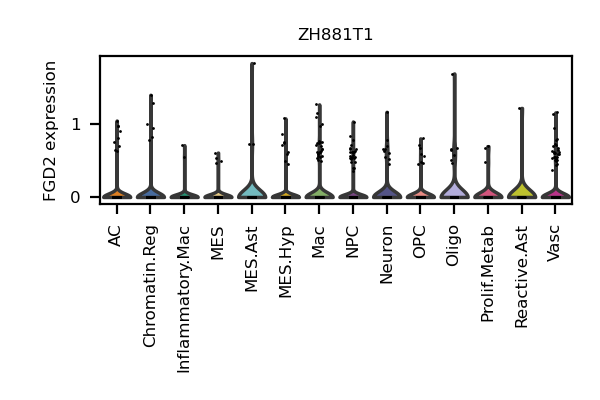 ZH881T1
FGD2 expression
1
0
AC
Chromatin.Reg
Inflammatory.Mac
MES
MES.Ast
MES.Hyp
Mac
NPC
Neuron
OPC
Oligo
Prolif.Metab
Reactive.Ast
Vasc